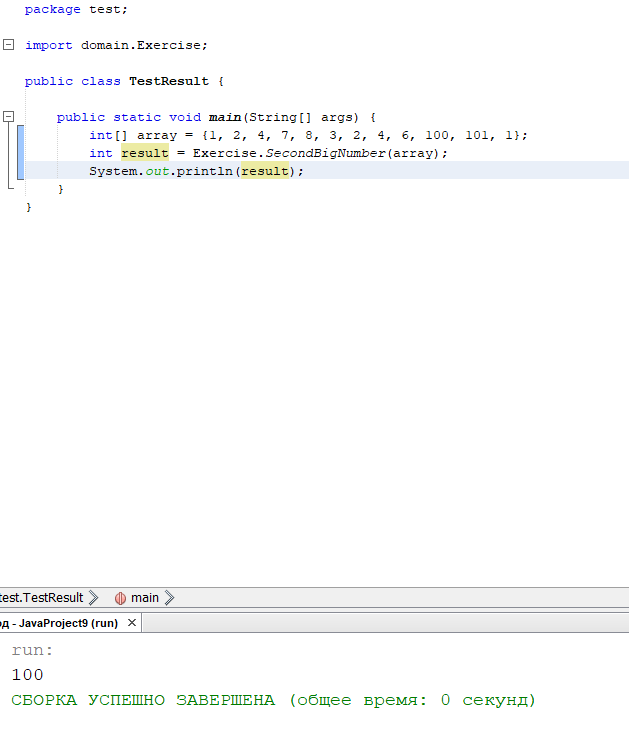 package test;
import domain.Exercise;
public class TestResult {
public static void main(String[] args) {
int[] array = {1, 2, 4, 7, 8, 3, 2, 4, 6, 100, 101, 1};
int result = Exercise.SecondBigNumber(array);
System.out.println(result);
}
}
test.TestResult main
од - JavaProject9 (run) ×
run:
100
СБОРКА УСПЕШНО ЗАВЕРШЕНА (общее время: 0 секунд)